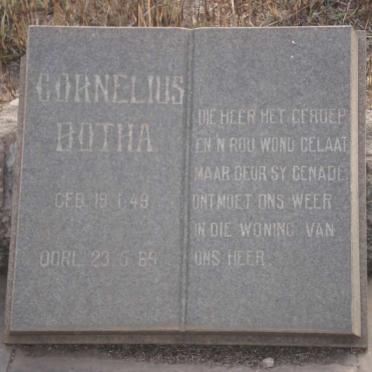 CORNELIUS
BOTHA
GEB. 19.1.49
OORL. 23.5.64
DIE HEER HET GEROEP
EN 'N ROU WOND GELAAT
MAAR DEUR SY GENADE
ONTMOET ONS WEER
IN DIE WONING VAN
ONS HEER.